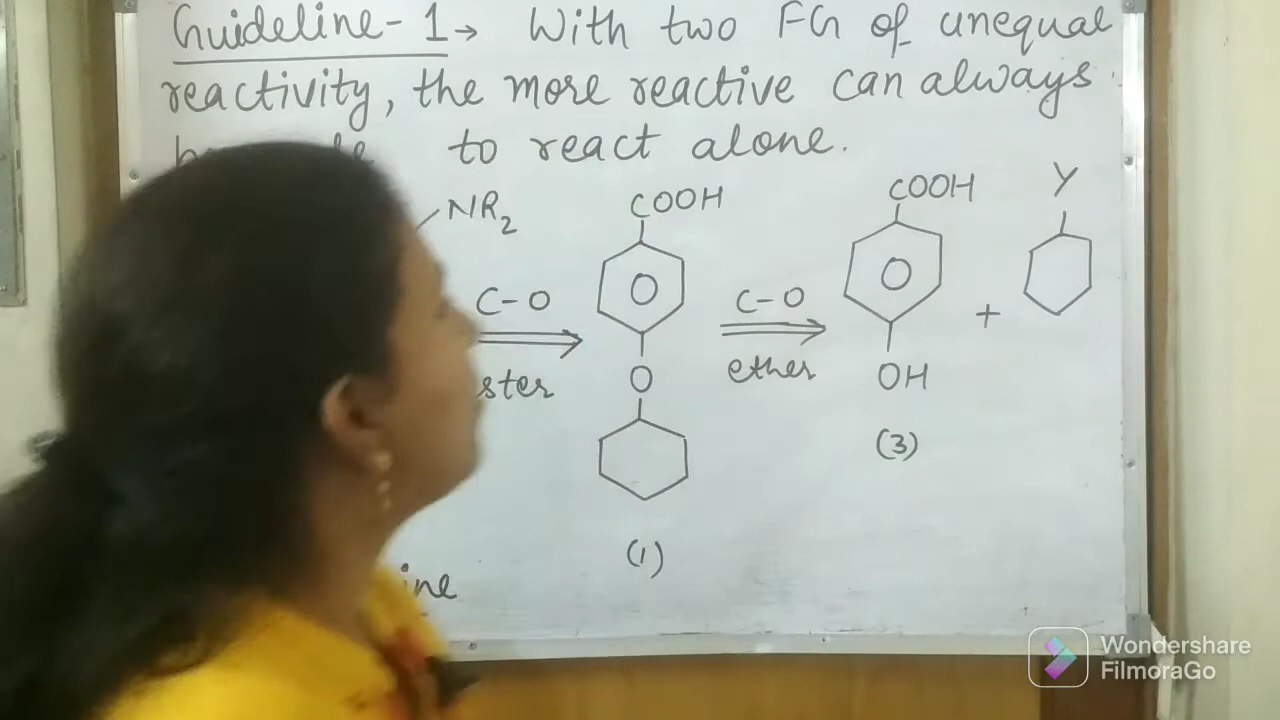 Guideline-1→ With two FG of unequal
reactivity, the more reactive can always
to react alone.
NR2
COOH
COOH
Y
C-O
C-O
ster
ether
O
+
O
O
OH
(3)
(1)
ine
Wondershare
FilmoraGo